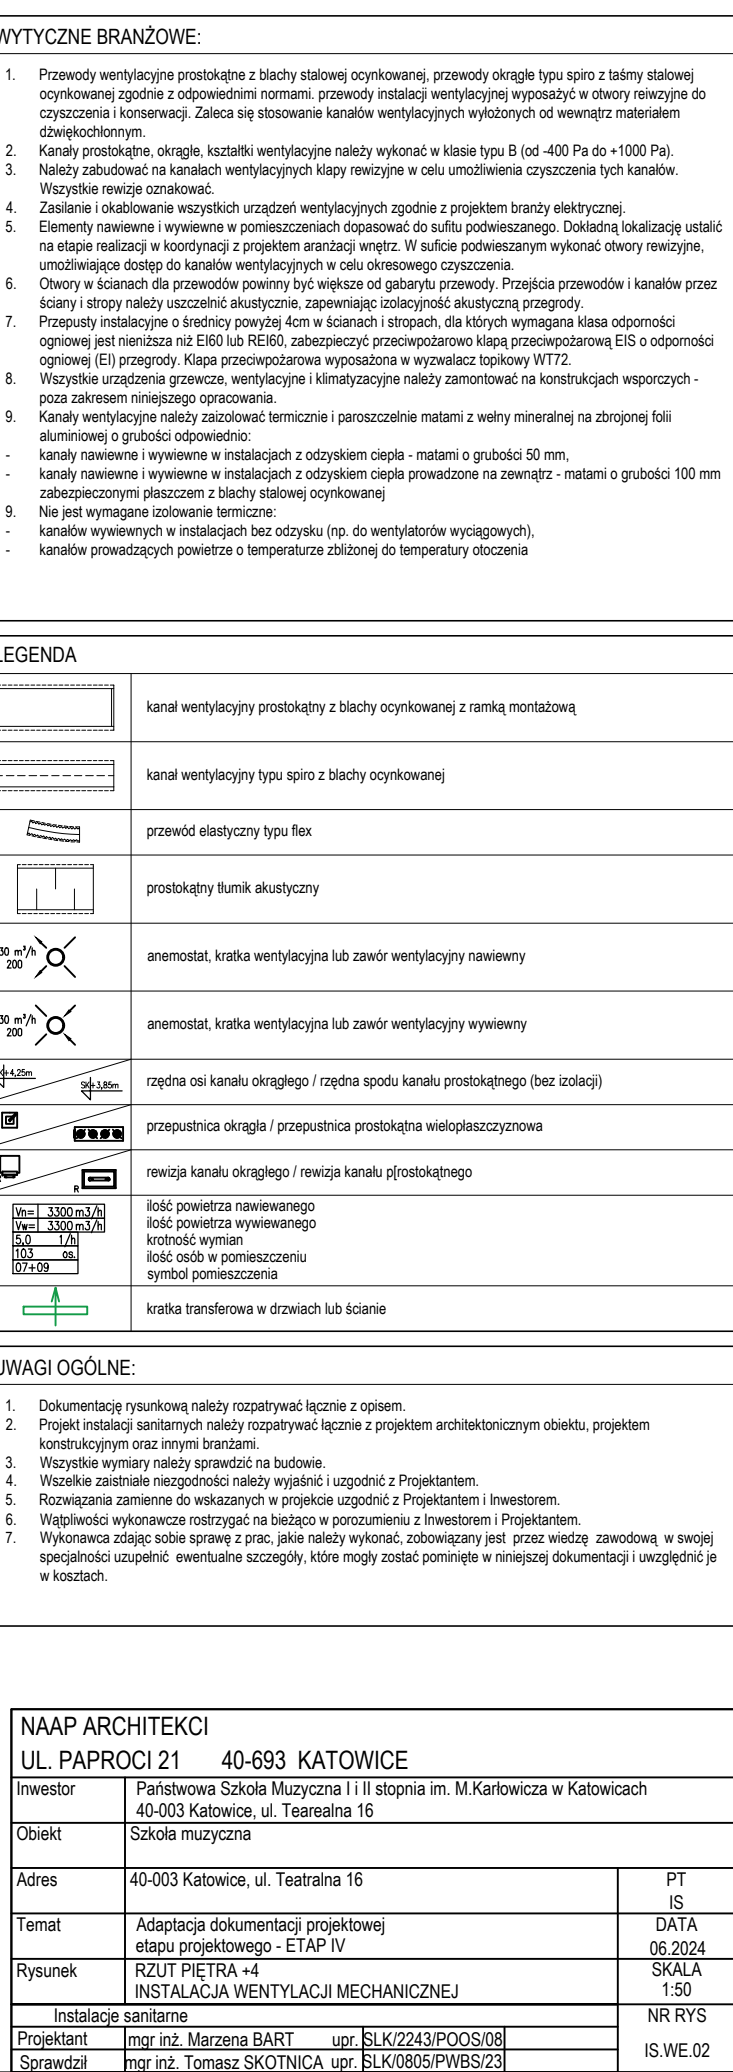 WYTYCZNE BRANŻOWE:
1. Przewody wentylacyjne prostokątne z blachy stalowej ocynkowanej, przewody okrągłe typu spiro z taśmy stalowej
ocynkowanej zgodnie z odpowiednimi normami. przewody instalacji wentylacyjnej wyposażyć w otwory reiwzyjne do
czyszczenia i konserwacji. Zaleca się stosowanie kanałów wentylacyjnych wyłożonych od wewnątrz materiałem
dźwiękochłonnym.
2. Kanały prostokątne, okrągłe, kształtki wentylacyjne należy wykonać w klasie typu B (od -400 Pa do +1000 Pa).
3. Należy zabudować na kanałach wentylacyjnych klapy rewizyjne w celu umożliwienia czyszczenia tych kanałów.
Wszystkie rewizje oznakować.
4. Zasilanie i okablowanie wszystkich urządzeń wentylacyjnych zgodnie z projektem branży elektrycznej.
5. Elementy nawiewne i wywiewne w pomieszczeniach dopasować do sufitu podwieszanego. Dokładną lokalizację ustalić
na etapie realizacji w koordynacji z projektem aranżacji wnętrz. W suficie podwieszanym wykonać otwory rewizyjne,
umożliwiające dostęp do kanałów wentylacyjnych w celu okresowego czyszczenia.
6. Otwory w ścianach dla przewodów powinny być większe od gabarytu przewody. Przejścia przewodów i kanałów przez
ściany i stropy należy uszczelnić akustycznie, zapewniając izolacyjność akustyczną przegrody.
7. Przepusty instalacyjne o średnicy powyżej 4cm w ścianach i stropach, dla których wymagana klasa odporności
ogniowej jest nieniższa niż EI60 lub REI60, zabezpieczyć przeciwpożarowo klapą przeciwpożarową EIS o odporności
ogniowej (EI) przegrody. Klapa przeciwpożarowa wyposażona w wyzwalacz topikowy WT72.
8. Wszystkie urządzenia grzewcze, wentylacyjne i klimatyzacyjne należy zamontować na konstrukcjach wsporczych -
poza zakresem niniejszego opracowania.
9. Kanały wentylacyjne należy zaizolować termicznie i paroszczelnie matami z wełny mineralnej na zbrojonej folii
aluminiowej o grubości odpowiednio:
- kanały nawiewne i wywiewne w instalacjach z odzyskiem ciepła - matami o grubości 50 mm,
- kanały nawiewne i wywiewne w instalacjach z odzyskiem ciepła prowadzone na zewnątrz - matami o grubości 100 mm
zabezpieczonymi płaszczem z blachy stalowej ocynkowanej
9. Nie jest wymagane izolowanie termiczne:
- kanałów wywiewnych w instalacjach bez odzysku (np. do wentylatorów wyciągowych),
- kanałów prowadzących powietrze o temperaturze zbliżonej do temperatury otoczenia
LEGENDA
kanał wentylacyjny prostokątny z blachy ocynkowanej z ramką montażową
kanał wentylacyjny typu spiro z blachy ocynkowanej
przewód elastyczny typu flex
prostokątny tłumik akustyczny
30 m³/h
200
anemostat, kratka wentylacyjna lub zawór wentylacyjny nawiewny
30 m³/h
200
anemostat, kratka wentylacyjna lub zawór wentylacyjny wywiewny
+4,25m
SK+3,85m
rzędna osi kanału okrągłego / rzędna spodu kanału prostokątnego (bez izolacji)
przepustnica okrągła / przepustnica prostokątna wielopłaszczyznowa
R
rewizja kanału okrągłego / rewizja kanału p[rostokątnego
Vn= 3300 m3/h
Vw= 3300 m3/h
5,0 1/h
103 os.
07+09
ilość powietrza nawiewanego
ilość powietrza wywiewanego
krotność wymian
ilość osób w pomieszczeniu
symbol pomieszczenia
kratka transferowa w drzwiach lub ścianie
UWAGI OGÓLNE:
1. Dokumentację rysunkową należy rozpatrywać łącznie z opisem.
2. Projekt instalacji sanitarnych należy rozpatrywać łącznie z projektem architektonicznym obiektu, projektem
konstrukcyjnym oraz innymi branżami.
3. Wszystkie wymiary należy sprawdzić na budowie.
4. Wszelkie zaistniałe niezgodności należy wyjaśnić i uzgodnić z Projektantem.
5. Rozwiązania zamienne do wskazanych w projekcie uzgodnić z Projektantem i Inwestorem.
6. Wątpliwości wykonawcze rostrzygać na bieżąco w porozumieniu z Inwestorem i Projektantem.
7. Wykonawca zdając sobie sprawę z prac, jakie należy wykonać, zobowiązany jest przez wiedzę zawodową w swojej
specjalności uzupełnić ewentualne szczegóły, które mogły zostać pominięte w niniejszej dokumentacji i uwzględnić je
w kosztach.
NAAP ARCHITEKCI
UL. PAPROCI 21 40-693 KATOWICE
Inwestor Państwowa Szkoła Muzyczna I i II stopnia im. M.Karłowicza w Katowicach
40-003 Katowice, ul. Tearealna 16
Obiekt Szkoła muzyczna
Adres 40-003 Katowice, ul. Teatralna 16 PT
IS
Temat Adaptacja dokumentacji projektowej DATA
etapu projektowego - ETAP IV 06.2024
Rysunek RZUT PIĘTRA +4 SKALA
INSTALACJA WENTYLACJI MECHANICZNEJ 1:50
Instalacje sanitarne NR RYS
Projektant mgr inż. Marzena BART upr. SLK/2243/POOS/08
IS.WE.02
Sprawdził mgr inż. Tomasz SKOTNICA upr. SLK/0805/PWBS/23